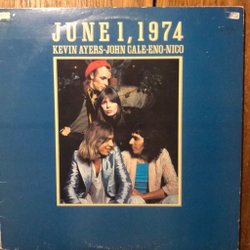 JUNE 1, 1974
KEVIN AYERS-JOHN CALE-ENO-NICO